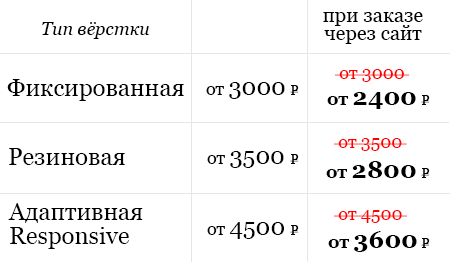 Тип вёрстки
при заказе
через сайт
Фиксированная
от 3000 ₽
от 3000
от 2400 ₽
Резиновая
от 3500 ₽
от 3500
от 2800 ₽
Адаптивная
Responsive
от 4500 ₽
от 4500
от 3600 ₽